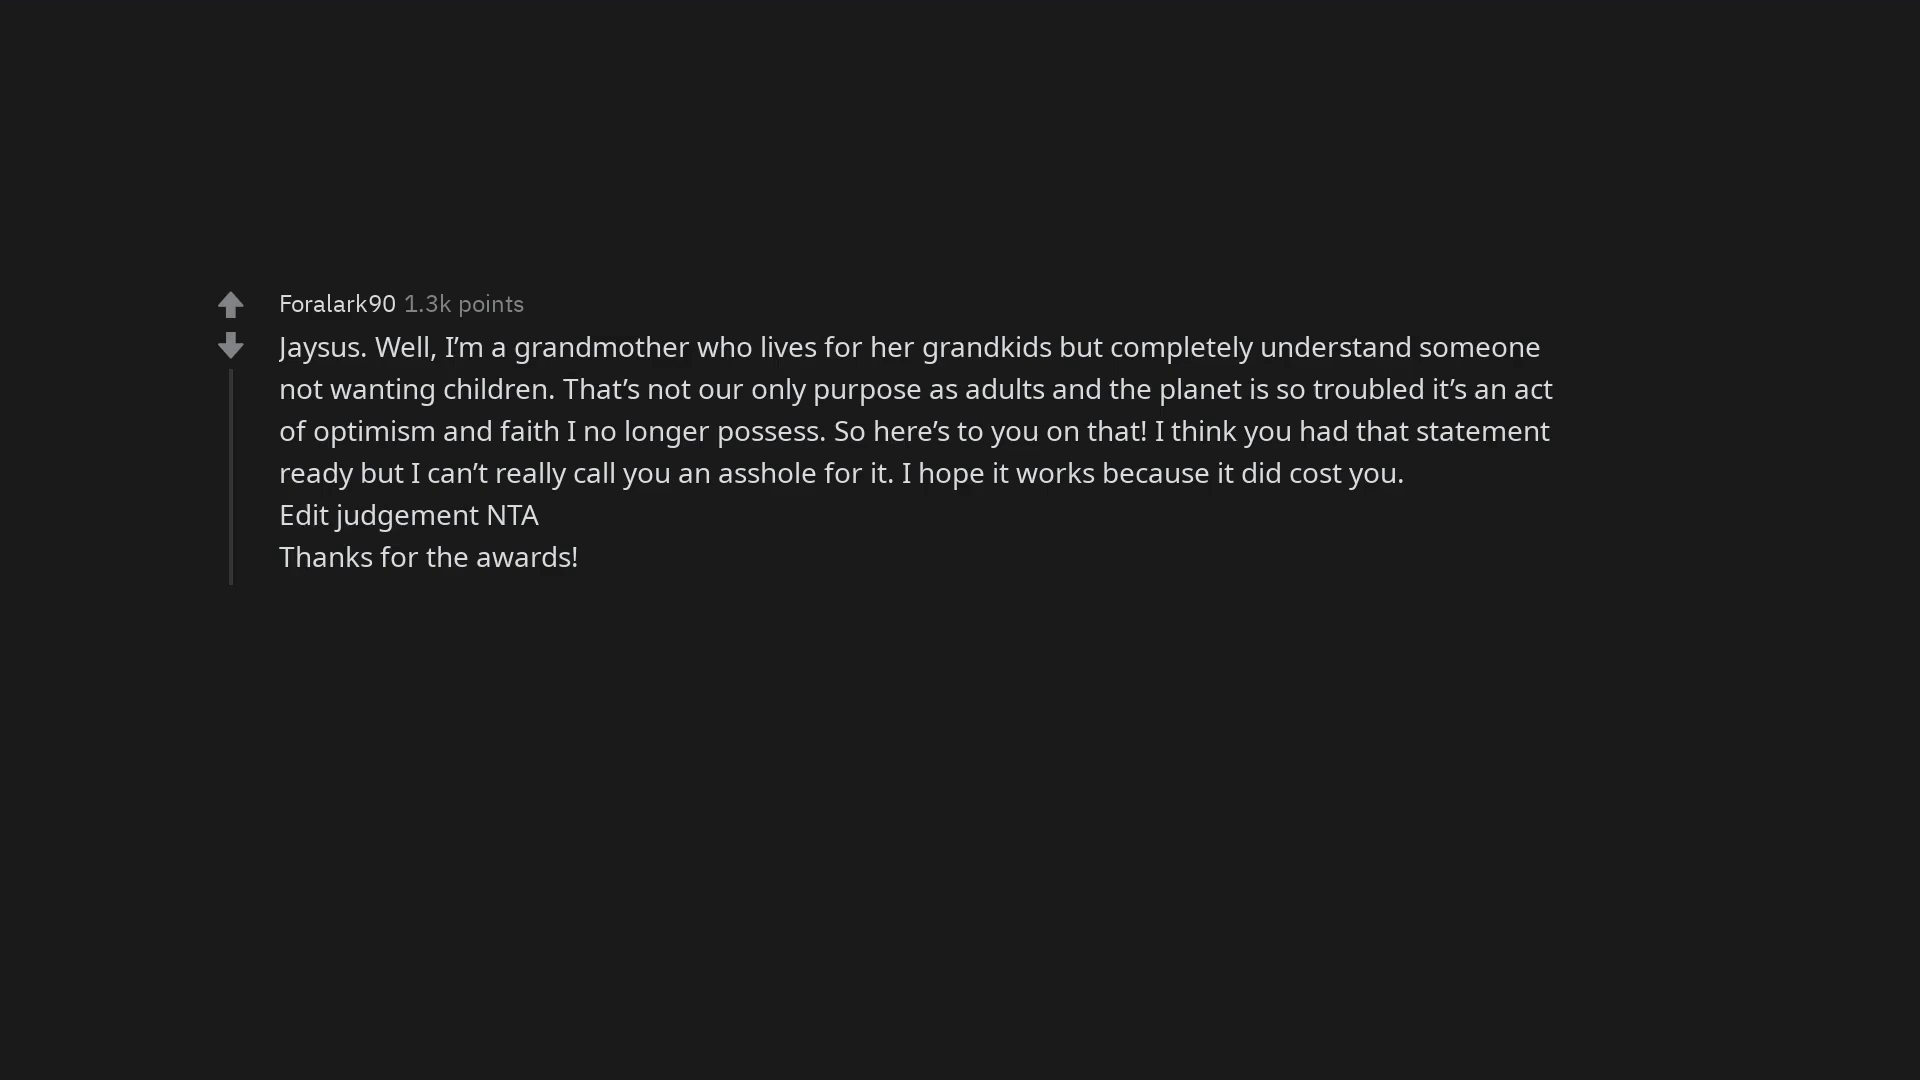 Foralark90 1.3k points
Jaysus. Well, I’m a grandmother who lives for her grandkids but completely understand someone
not wanting children. That’s not our only purpose as adults and the planet is so troubled it’s an act
of optimism and faith I no longer possess. So here’s to you on that! I think you had that statement
ready but I can’t really call you an asshole for it. I hope it works because it did cost you.
Edit judgement NTA
Thanks for the awards!